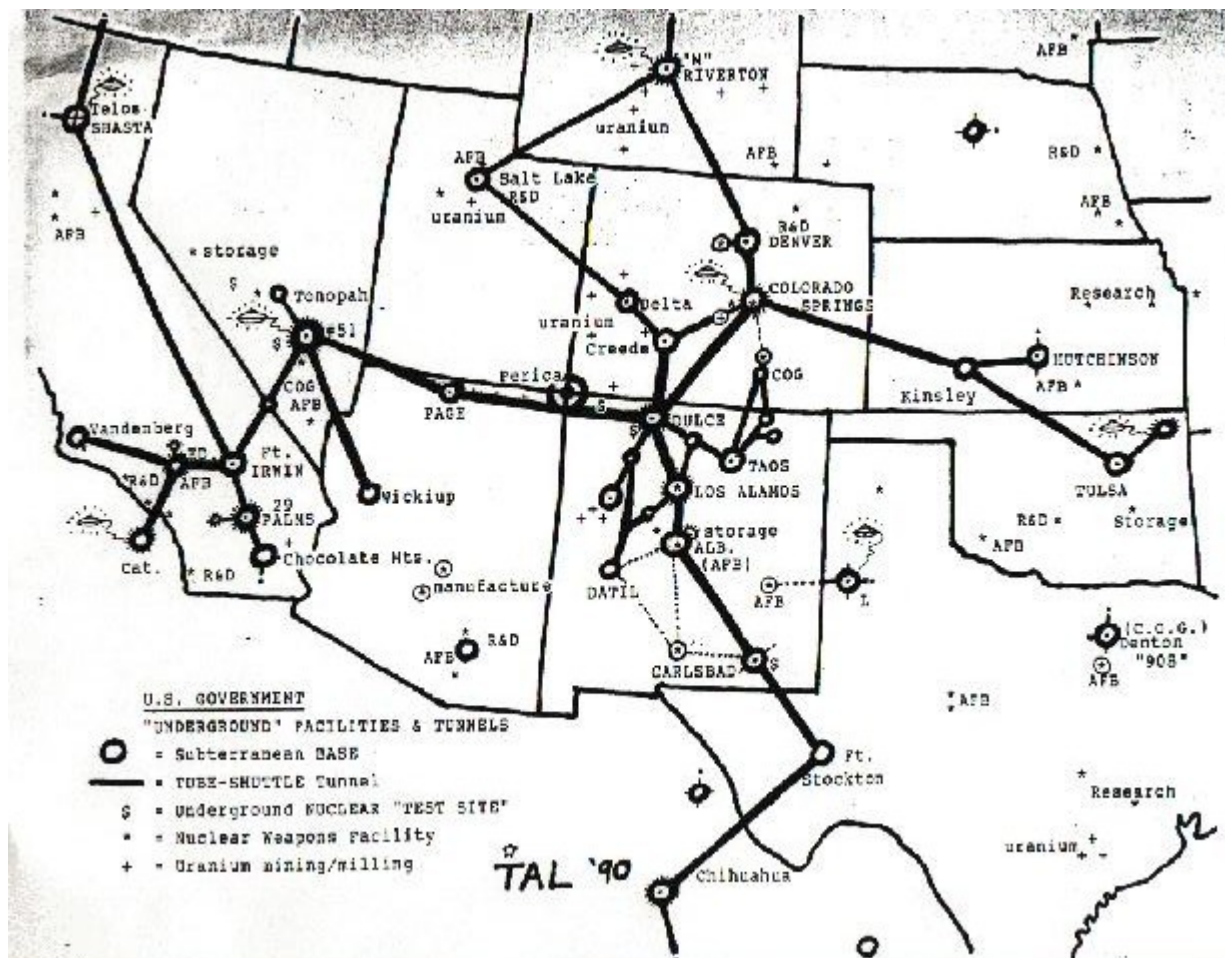 AFB
"N"
RIVERTON
Telos
SHASTA
uranium
AFB
Salt Lake
R&D
uranium
AFB
R&D
AFB
AFB
R&D
DENVER
storage
$
Tonopah
#51
$
Delta
uranium
Creede
COLORADO
SPRINGS
Research
HUTCHINSON
AFB
Kinsley
COG
AFB
Perica
$
PAGE
DULCE
$
COG
Vandenberg
ED.
AFB
R&D
Ft.
IRWIN
Wickiup
TAOS
LOS ALAMOS
TULSA
29
PALMS
storage
ALB.
(AFB)
R&D
Storage
AFB
Cat.
R&D
Chocolate Mts.
manufacture
DATIL
AFB
L
R&D
AFB
CARLSBAD
$
(C.O.G.)
Denton
"908"
AFB
AFB
U.S. GOVERNMENT
"UNDERGROUND" FACILITIES & TUNNELS
= Subterranean BASE
= TUBE-SHUTTLE Tunnel
$ = Underground NUCLEAR "TEST SITE"
* = Nuclear Weapons Facility
+ = Uranium mining/milling
Ft.
Stockton
Research
uranium
TAL '90
Chihuahua